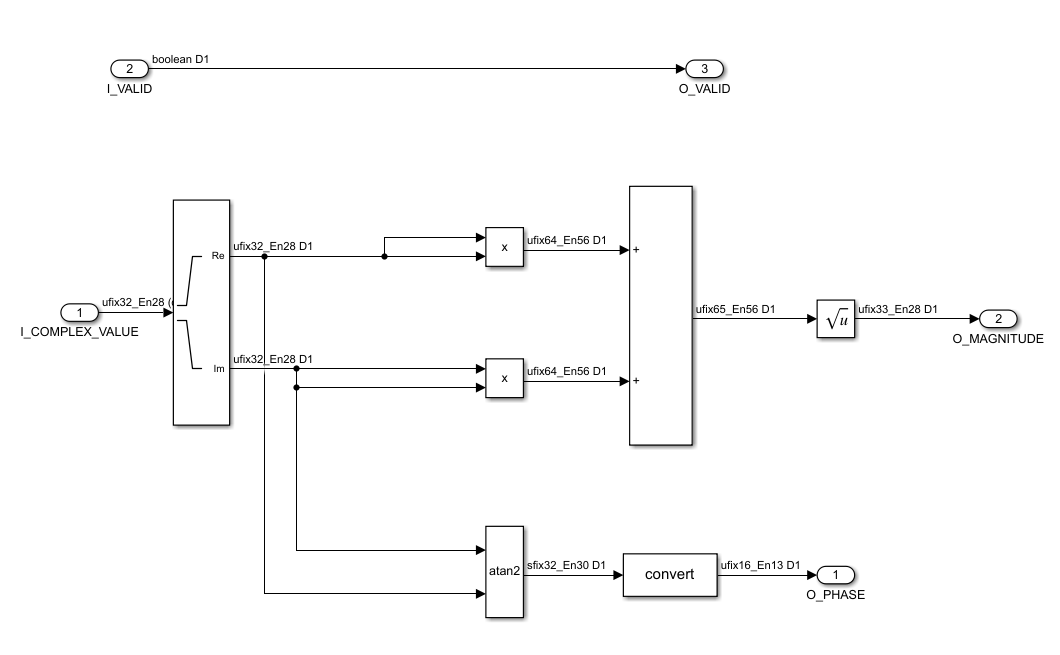 boolean D1
2
I_VALID
3
O_VALID
Re
ufix32_En28 D1
x
ufix64_En56 D1
+
ufix32_En28 (
1
I_COMPLEX_VALUE
ufix65_En56 D1
√u
ufix33_En28 D1
2
O_MAGNITUDE
Im
ufix32_En28 D1
x
ufix64_En56 D1
+
atan2
sfix32_En30 D1
convert
ufix16_En13 D1
1
O_PHASE